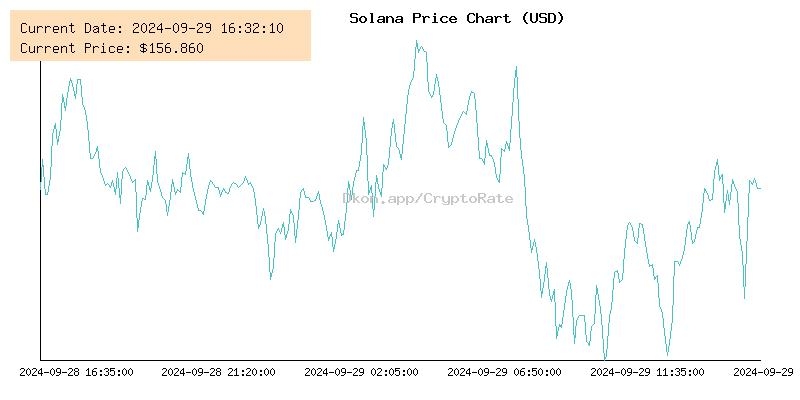 Solana Price Chart (USD)
Current Date: 2024-09-29 16:32:10
Current Price: $156.860
Dkon.app/CryptoRate
2024-09-28 16:35:00
2024-09-28 21:20:00
2024-09-29 02:05:00
2024-09-29 06:50:00
2024-09-29 11:35:00
2024-09-29